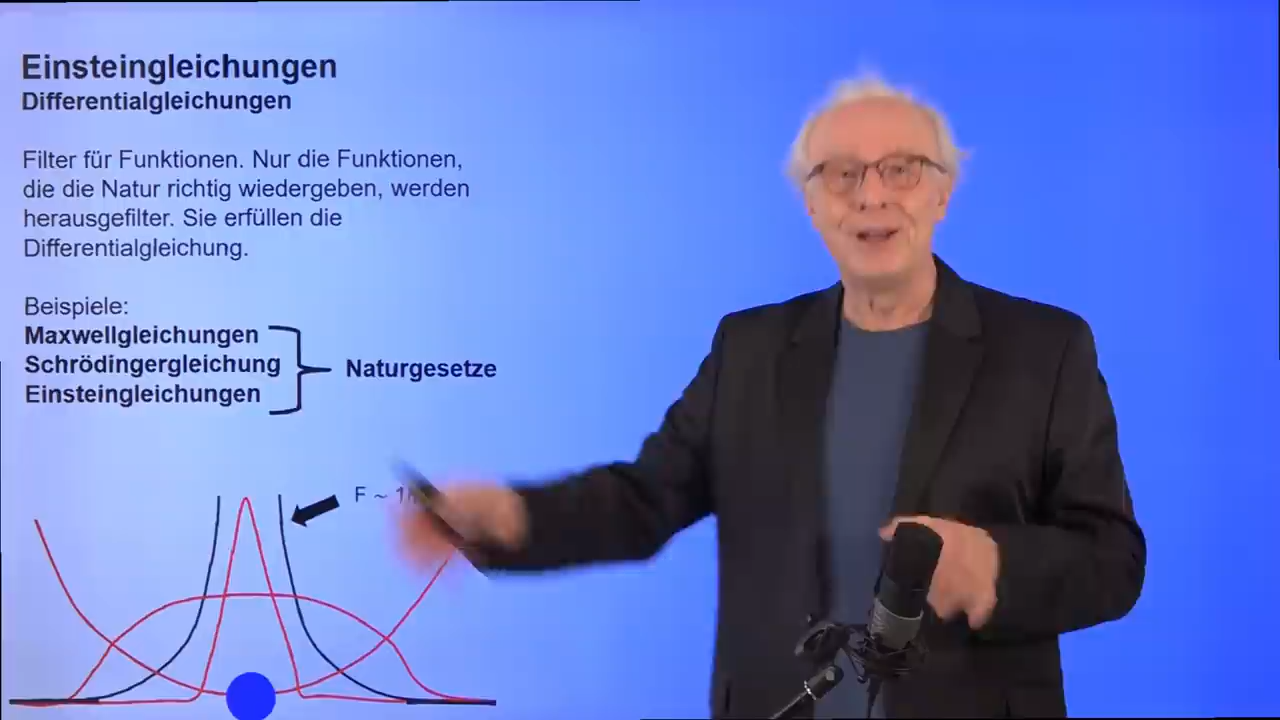 Einsteingleichungen
Differentialgleichungen
Filter für Funktionen. Nur die Funktionen,
die die Natur richtig wiedergeben, werden
herausgefilter. Sie erfüllen die
Differentialgleichung.
Beispiele:
Maxwellgleichungen
Schrödingergleichung
Einsteingleichungen
Naturgesetze
F ~